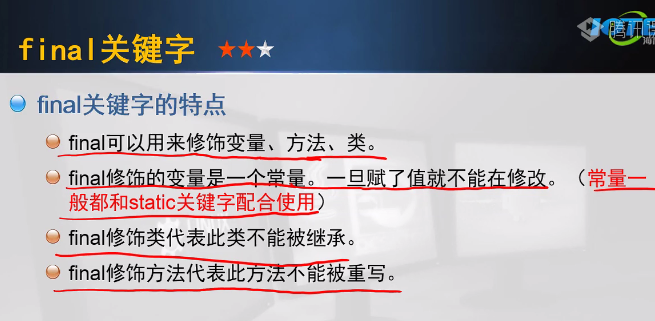 final关键字
腾讯课
final关键字的特点
final可以用来修饰变量、方法、类。
final修饰的变量是一个常量。一旦赋了值就不能在修改。（常量一
般都和static关键字配合使用）
final修饰类代表此类不能被继承。
final修饰方法代表此方法不能被重写。